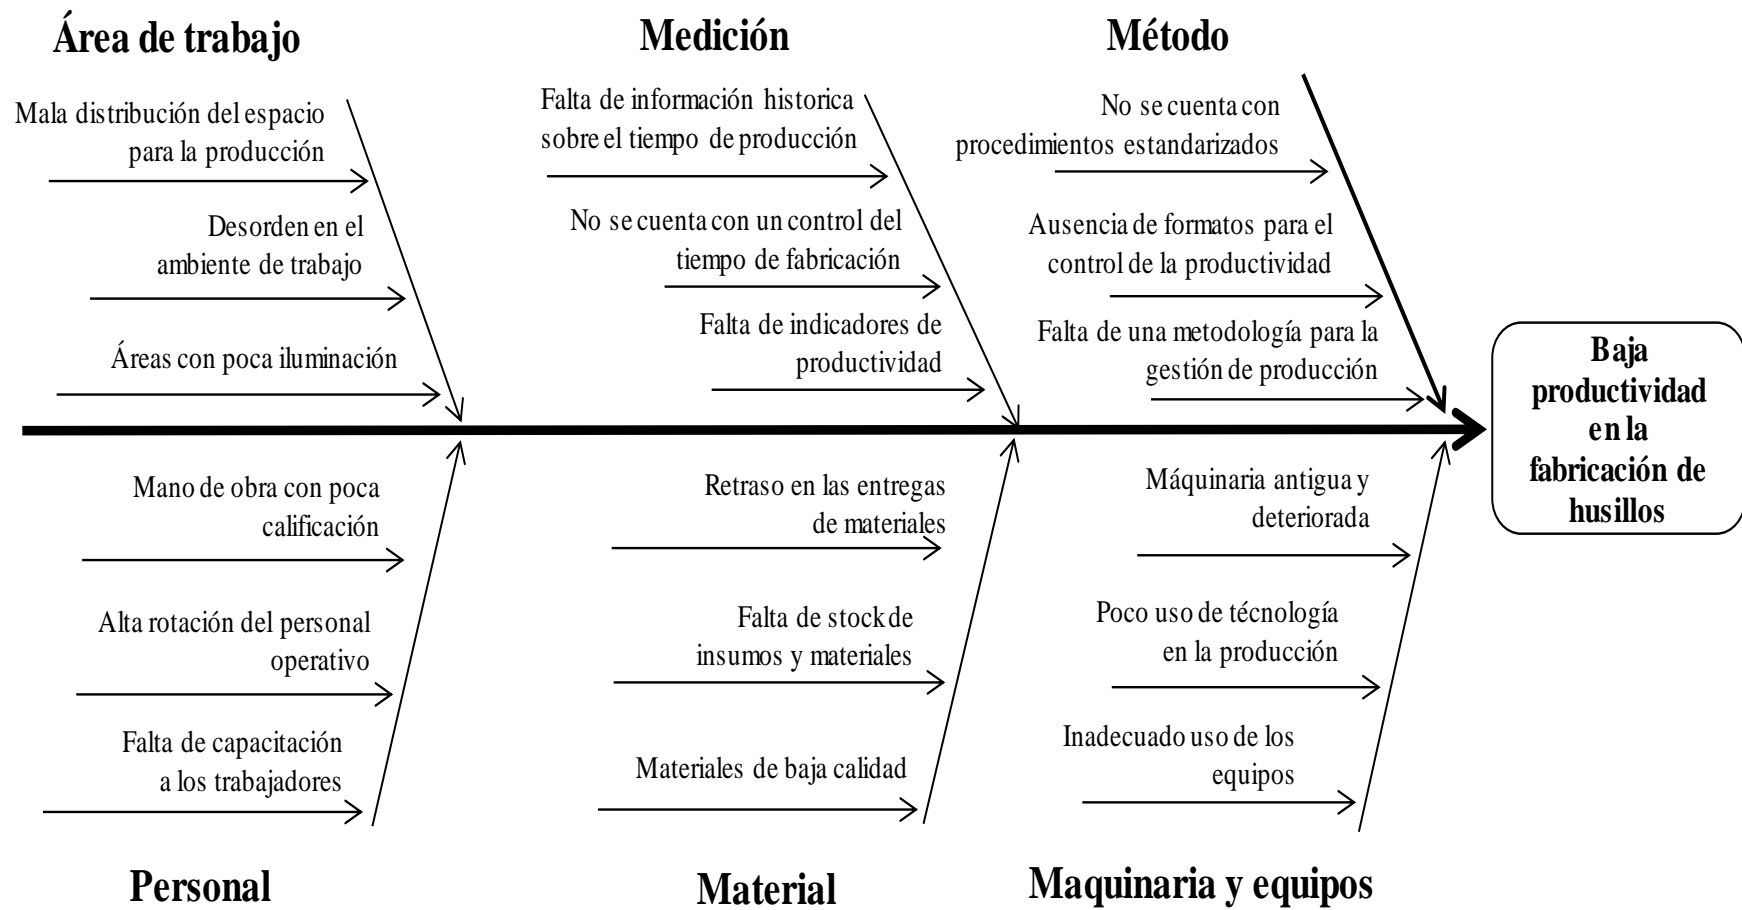 Área de trabajo
Mala distribución del espacio
para la producción
Desorden en el
ambiente de trabajo
Áreas con poca iluminación
Medición
Falta de información historica
sobre el tiempo de producción
No se cuenta con un control del
tiempo de fabricación
Falta de indicadores de
productividad
Método
No se cuenta con
procedimientos estandarizados
Ausencia de formatos para el
control de la productividad
Falta de una metodología para la
gestión de producción
Baja
productividad
en la
fabricación de
husillos
Mano de obra con poca
calificación
Alta rotación del personal
operativo
Falta de capacitación
a los trabajadores
Personal
Retraso en las entregas
de materiales
Falta de stock de
insumos y materiales
Materiales de baja calidad
Material
Máquinaria antigua y
deteriorada
Poco uso de técnología
en la producción
Inadecuado uso de los
equipos
Maquinaria y equipos